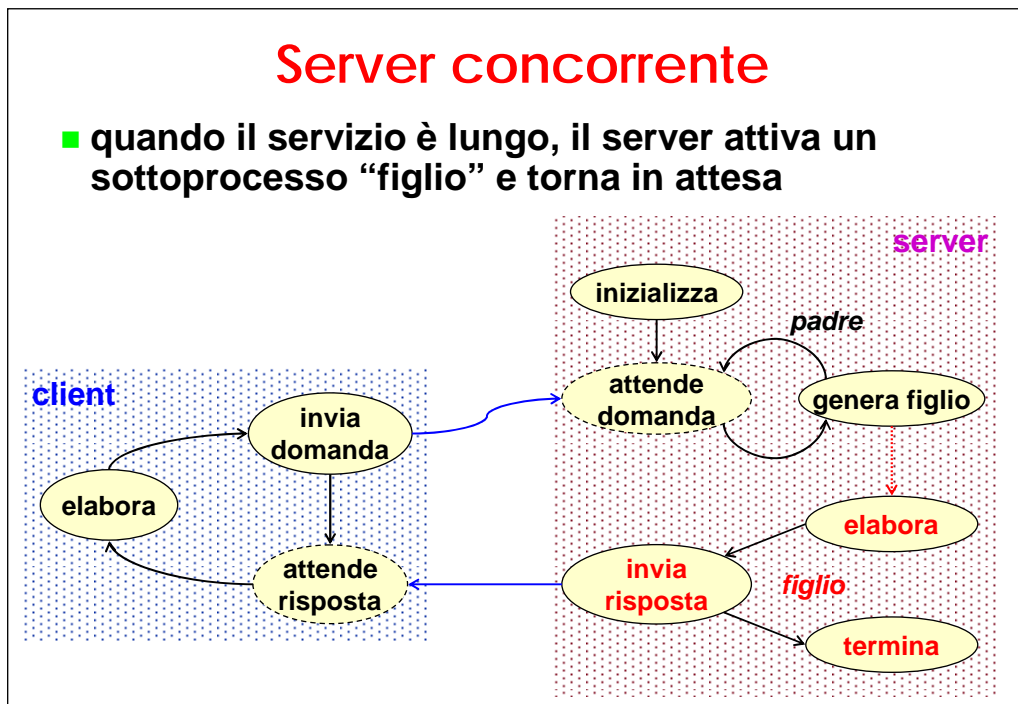 Server concorrente
quando il servizio è lungo, il server attiva un
sottoprocesso “figlio” e torna in attesa
server
inizializza
padre
attende
domanda
genera figlio
client
invia
domanda
elabora
attende
risposta
elabora
invia
risposta
figlio
termina